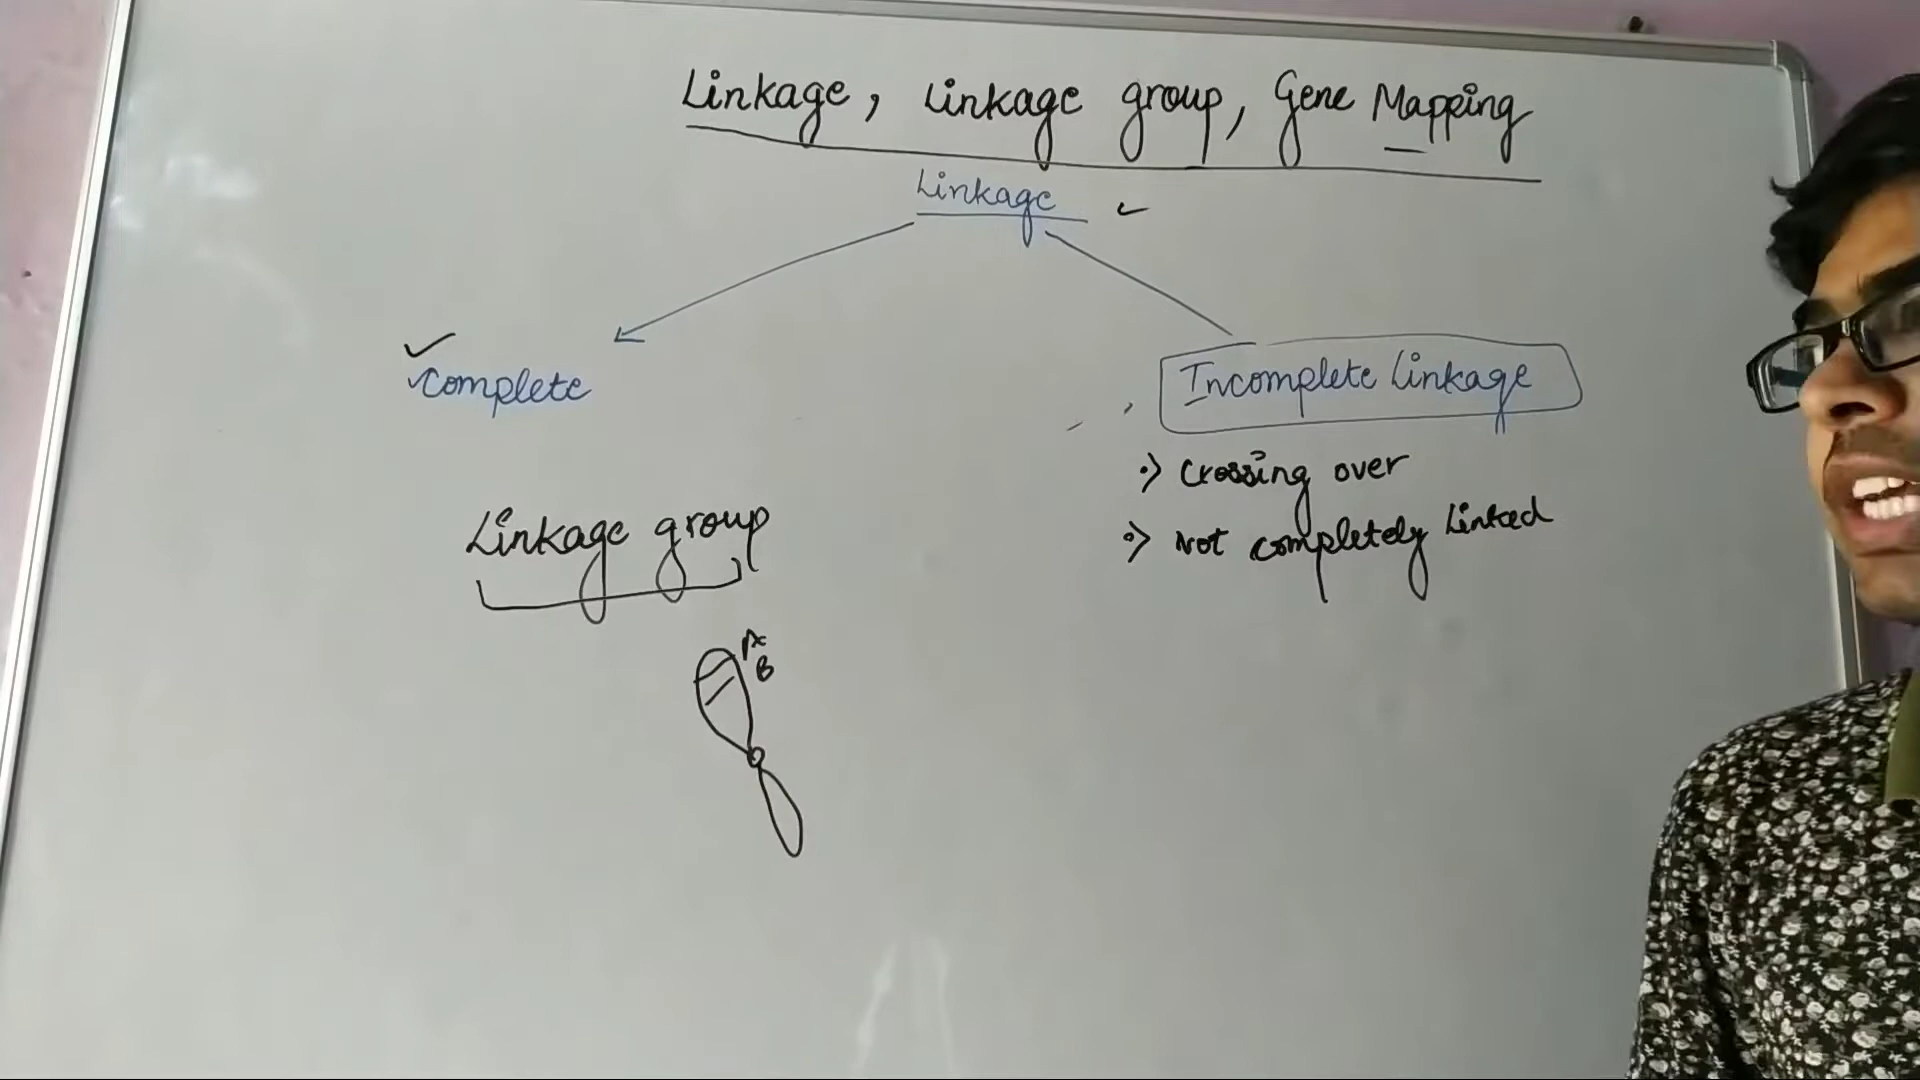 Linkage, Linkage group, Gene Mapping
Linkage
Complete
Incomplete Linkage
Crossing over
Not completely Linked
Linkage group
A
B